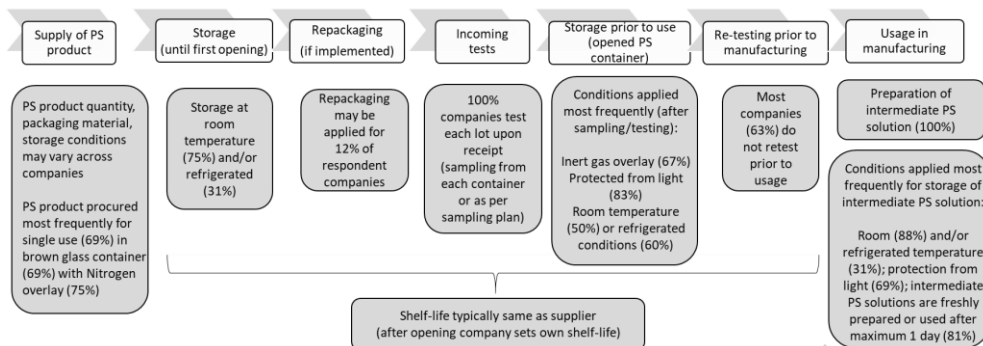 Supply of PS
product
Storage
(until first opening)
Repackaging
(if implemented)
Incoming
tests
Storage prior to use
(opened PS
container)
Re-testing prior to
manufacturing
Usage in
manufacturing
PS product quantity,
packaging material,
storage conditions
may vary across
companies
PS product procured
most frequently for
single use (69%) in
brown glass container
(69%) with Nitrogen
overlay (75%)
Storage at
room
temperature
(75%) and/or
refrigerated
(31%)
Repackaging
may be
applied for
12% of
respondent
companies
100%
companies test
each lot upon
receipt
(sampling from
each container
or as per
sampling plan)
Conditions applied
most frequently (after
sampling/testing):
Inert gas overlay (67%)
Protected from light
(83%)
Room temperature
(50%) or refrigerated
conditions (60%)
Most
companies
(63%) do
not retest
prior to
usage
Preparation of
intermediate PS
solution (100%)
Conditions applied most
frequently for storage of
intermediate PS solution:
Room (88%) and/or
refrigerated temperature
(31%); protection from
light (69%); intermediate
PS solutions are freshly
prepared or used after
maximum 1 day (81%)
Shelf-life typically same as supplier
(after opening company sets own shelf-life)